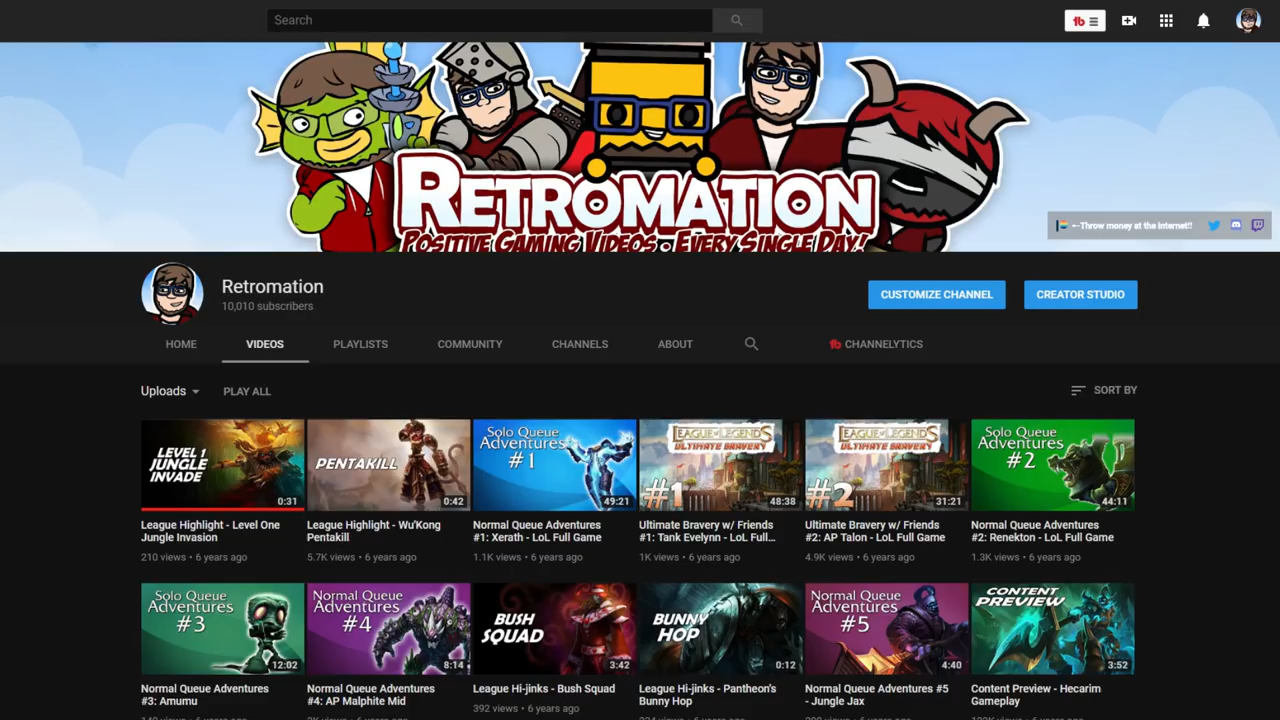 Search
tb
RETROMATION
POSITIVE GAMING VIDEOS - EVERY SINGLE DAY!
<--Throw money at the internet!!
Retromation
10,010 subscribers
CUSTOMIZE CHANNEL
CREATOR STUDIO
HOME
VIDEOS
PLAYLISTS
COMMUNITY
CHANNELS
ABOUT
tb CHANNELYTICS
Uploads
PLAY ALL
SORT BY
LEVEL 1
JUNGLE
INVADE
0:31
League Highlight - Level One
Jungle Invasion
210 views • 6 years ago
PENTAKILL
0:42
League Highlight - Wu'Kong
Pentakill
5.7K views • 6 years ago
Solo Queue
Adventures
#1
49:21
Normal Queue Adventures
#1: Xerath - LoL Full Game
1.1K views • 6 years ago
LEAGUE OF LEGENDS
ULTIMATE BRAVERY
#1
48:38
Ultimate Bravery w/ Friends
#1: Tank Evelynn - LoL Full...
1K views • 6 years ago
LEAGUE OF LEGENDS
ULTIMATE BRAVERY
#2
31:21
Ultimate Bravery w/ Friends
#2: AP Talon - LoL Full Game
4.9K views • 6 years ago
Solo Queue
Adventures
#2
44:11
Normal Queue Adventures
#2: Renekton - LoL Full Game
1.3K views • 6 years ago
Solo Queue
Adventures
#3
12:02
Normal Queue Adventures
#3: Amumu
Normal Queue
Adventures
#4
8:14
Normal Queue Adventures
#4: AP Malphite Mid
BUSH
SQUAD
3:42
League Hi-jinks - Bush Squad
392 views • 6 years ago
BUNNY
HOP
0:12
League Hi-jinks - Pantheon's
Bunny Hop
Normal Queue
Adventures
#5
4:40
Normal Queue Adventures #5
- Jungle Jax
CONTENT
PREVIEW
3:52
Content Preview - Hecarim
Gameplay